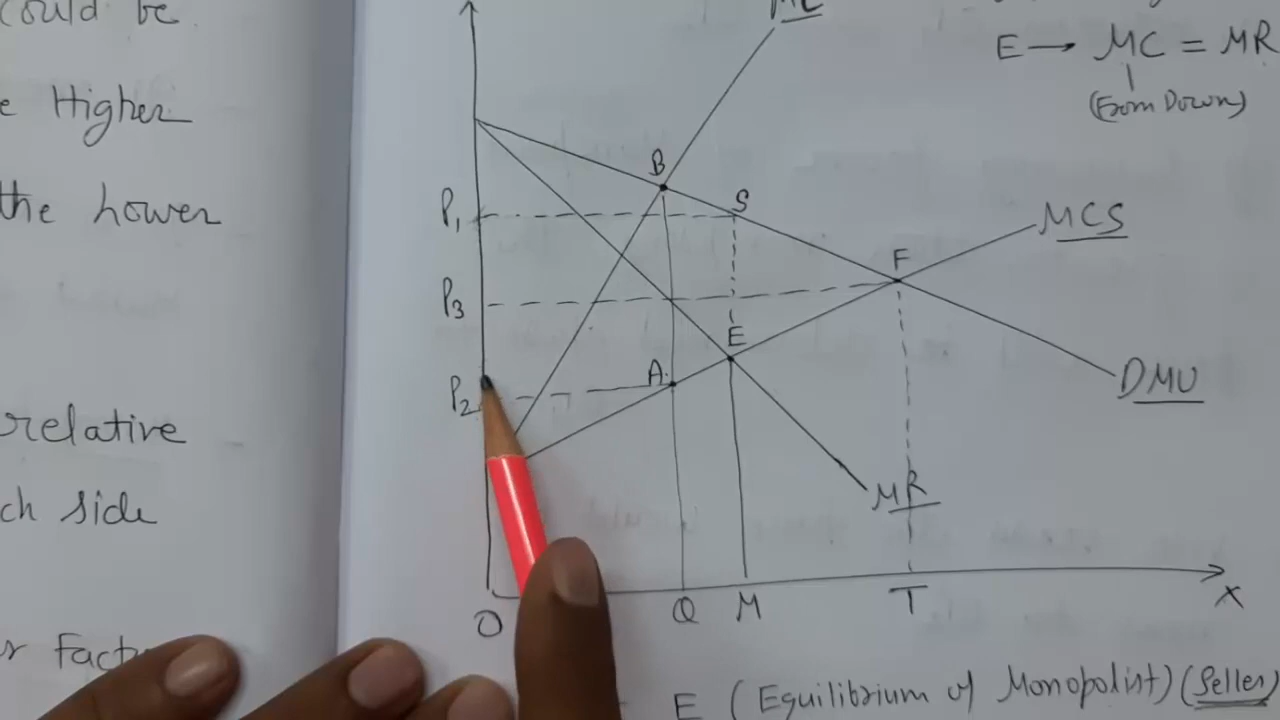 could be
e Higher
the Lower
relative
ch side
r Fact
E → MC = MR
(From Down)
B
P1
S
MCS
F
P3
E
A
P2
DMU
MR
O
Q
M
T
X
E (Equilibrium of Monopolist) (Seller)